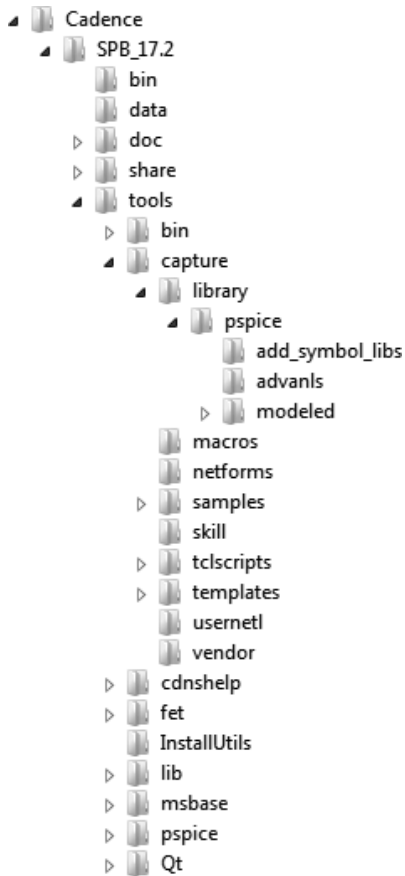 Cadence
SPB_17.2
bin
data
doc
share
tools
bin
capture
library
pspice
add_symbol_libs
advanls
modeled
macros
netforms
samples
skill
tclscripts
templates
usernetl
vendor
cdnshelp
fet
InstallUtils
lib
msbase
pspice
Qt